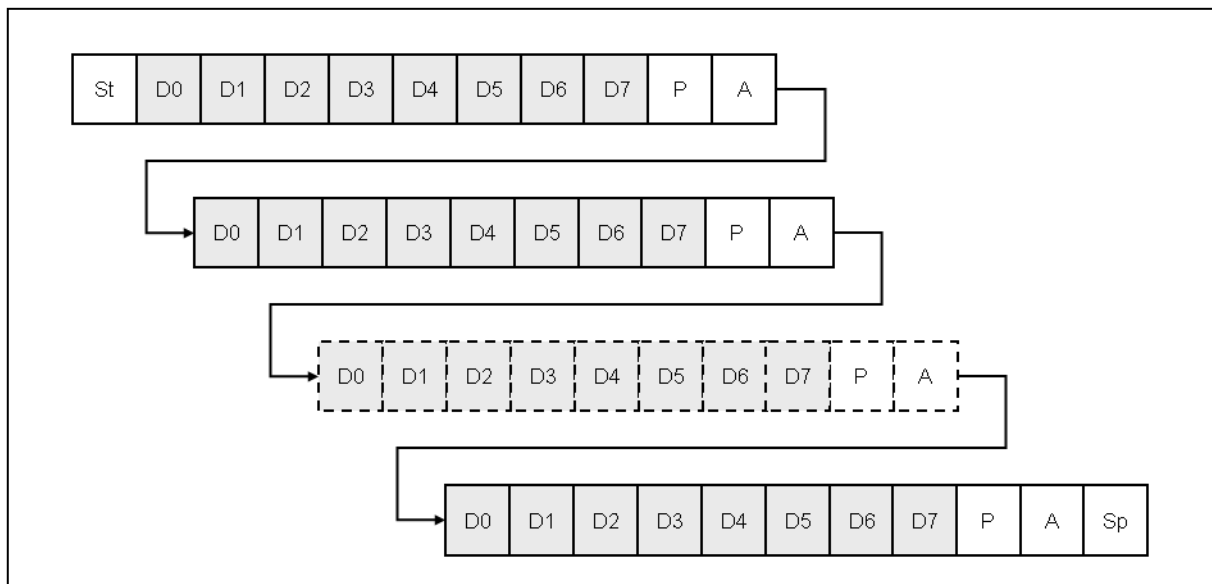 St D0 D1 D2 D3 D4 D5 D6 D7 P A
D0 D1 D2 D3 D4 D5 D6 D7 P A
D0 D1 D2 D3 D4 D5 D6 D7 P A
D0 D1 D2 D3 D4 D5 D6 D7 P A Sp